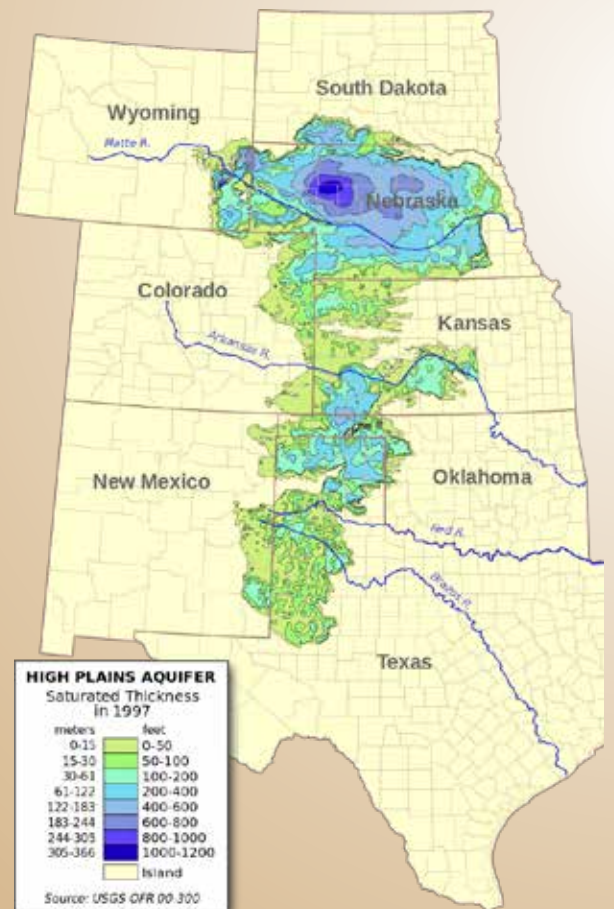 South Dakota
Wyoming
Platte R.
Nebraska
Colorado
Kansas
Arkansas R.
New Mexico
Oklahoma
Red R.
Brazos R.
Texas
HIGH PLAINS AQUIFER
Saturated Thickness
in 1997
meters feet
0-15 0-50
15-30 50-100
30-61 100-200
61-122 200-400
122-183 400-600
183-244 600-800
244-305 800-1000
305-366 1000-1200
Island
Source: USGS OFR 00-300